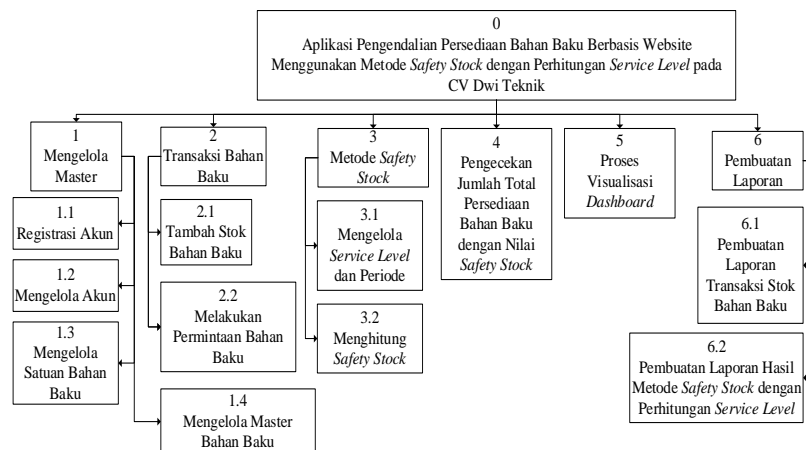 0
Aplikasi Pengendalian Persediaan Bahan Baku Berbasis Website
Menggunakan Metode Safety Stock dengan Perhitungan Service Level pada
CV Dwi Teknik
1
Mengelola
Master
1.1
Registrasi Akun
1.2
Mengelola Akun
1.3
Mengelola
Satuan Bahan
Baku
1.4
Mengelola Master
Bahan Baku
2
Transaksi Bahan
Baku
2.1
Tambah Stok
Bahan Baku
2.2
Melakukan
Permintaan Bahan
Baku
3
Metode Safety
Stock
3.1
Mengelola
Service Level
dan Periode
3.2
Menghitung
Safety Stock
4
Pengecekan
Jumlah Total
Persediaan
Bahan Baku
dengan Nilai
Safety Stock
5
Proses
Visualisasi
Dashboard
6
Pembuatan
Laporan
6.1
Pembuatan
Laporan
Transaksi Stok
Bahan Baku
6.2
Pembuatan Laporan Hasil
Metode Safety Stock dengan
Perhitungan Service Level